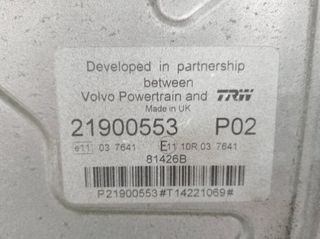 Developed in partnership
between
Volvo Powertrain and TRW
Made in UK
21900553 P02
e11 03 7641 E11 10R 03 7641
81426B
P21900553#T14221069#